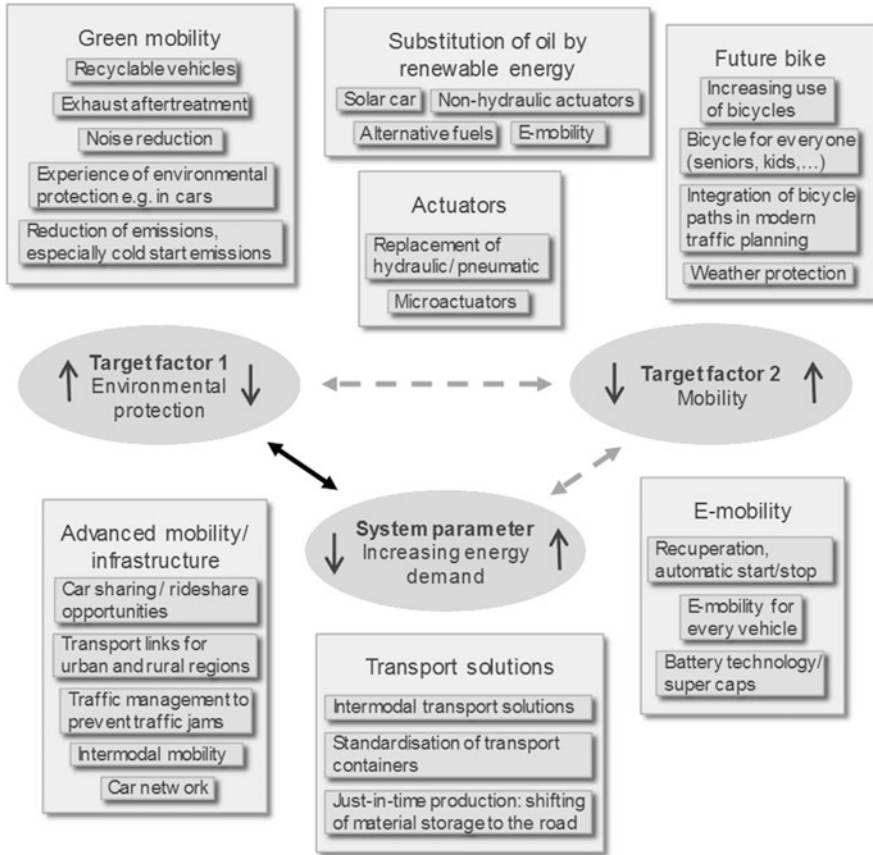 Green mobility
Recyclable vehicles
Exhaust aftertreatment
Noise reduction
Experience of environmental
protection e.g. in cars
Reduction of emissions,
especially cold start emissions
Substitution of oil by
renewable energy
Solar car
Non-hydraulic actuators
Alternative fuels
E-mobility
Future bike
Increasing use
of bicycles
Bicycle for everyone
(seniors, kids,...)
Integration of bicycle
paths in modern
traffic planning
Weather protection
Actuators
Replacement of
hydraulic/ pneumatic
Microactuators
Target factor 1
Environmental
protection
Target factor 2
Mobility
System parameter
Increasing energy
demand
Advanced mobility/
infrastructure
Car sharing / rideshare
opportunities
Transport links for
urban and rural regions
Traffic management to
prevent traffic jams
Intermodal mobility
Car network
Transport solutions
Intermodal transport solutions
Standardisation of transport
containers
Just-in-time production: shifting
of material storage to the road
E-mobility
Recuperation,
automatic start/stop
E-mobility for
every vehicle
Battery technology/
super caps